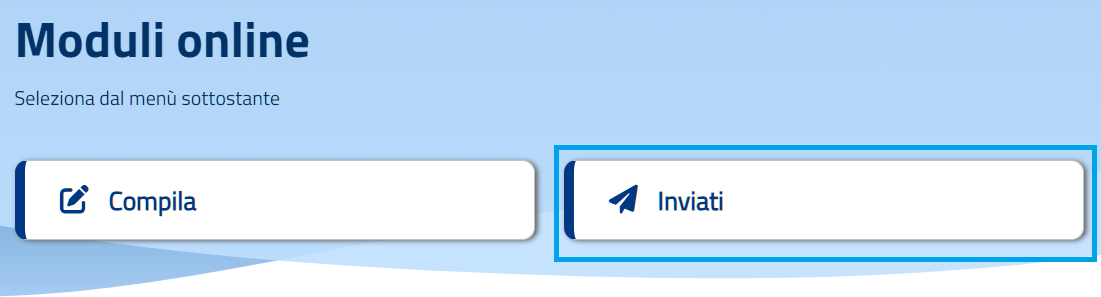 Moduli online
Seleziona dal menù sottostante
Compila
Inviati